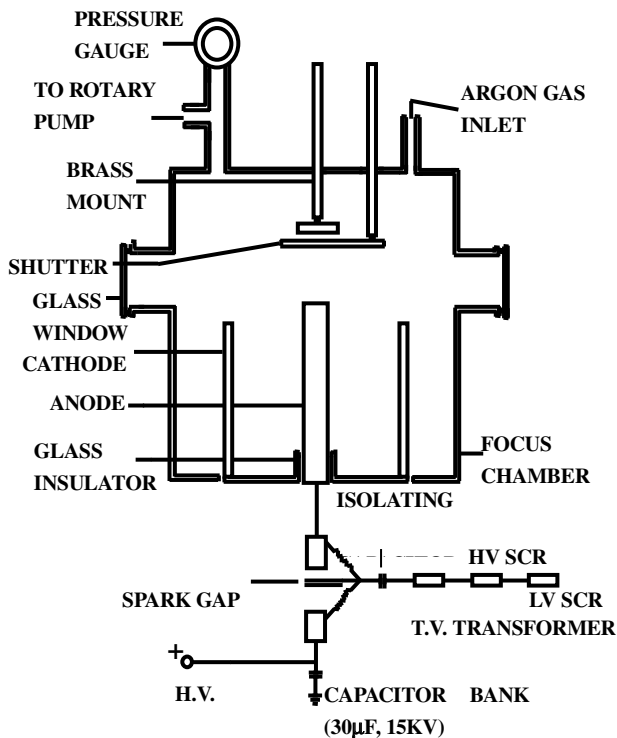 PRESSURE
GAUGE
TO ROTARY
PUMP
ARGON GAS
INLET
BRASS
MOUNT
SHUTTER
GLASS
WINDOW
CATHODE
ANODE
GLASS
INSULATOR
FOCUS
CHAMBER
ISOLATING
HV SCR
SPARK GAP
LV SCR
T.V. TRANSFORMER
+
H.V.
CAPACITOR BANK
(30μF, 15KV)